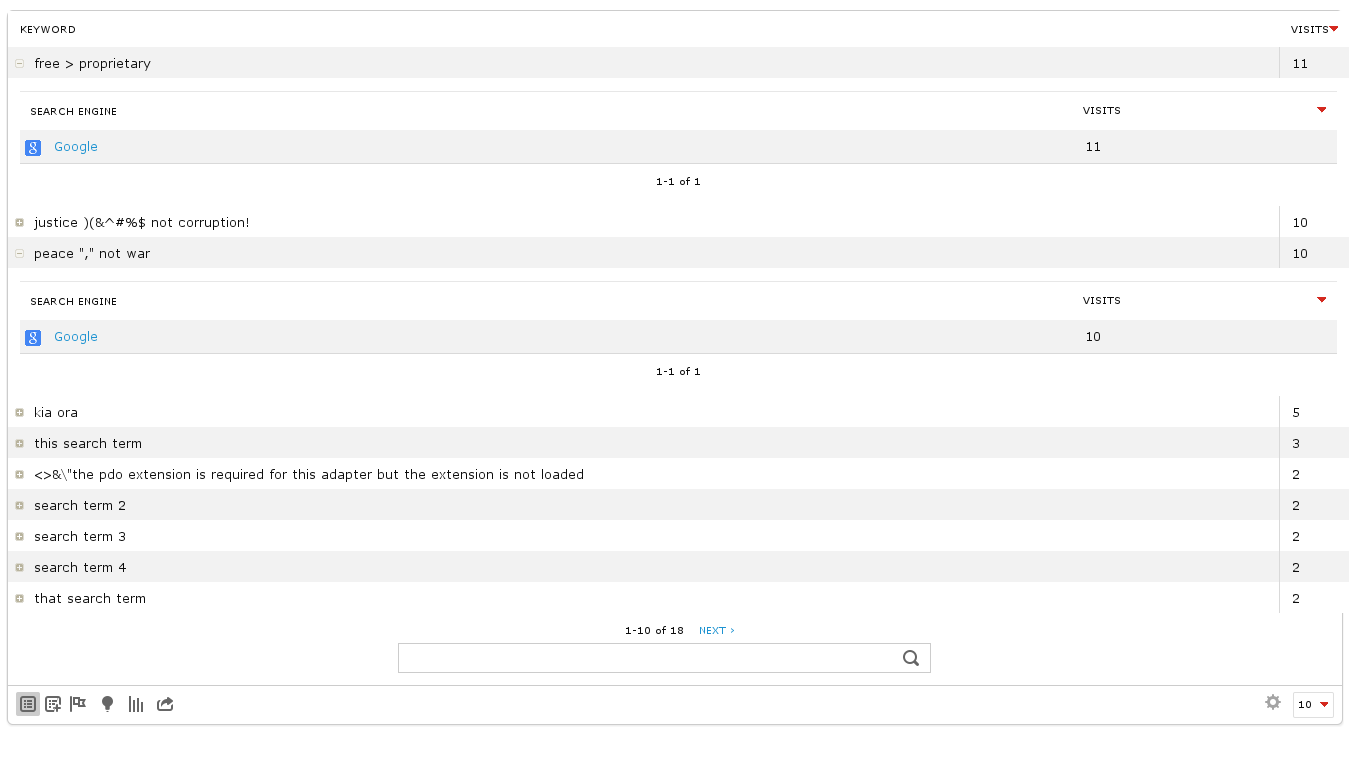 KEYWORD VISITS
free > proprietary 11
SEARCH ENGINE VISITS
Google 11
1-1 of 1
justice )(&^#%$ not corruption! 10
peace "," not war 10
SEARCH ENGINE VISITS
Google 10
1-1 of 1
kia ora 5
this search term 3
<>&\"the pdo extension is required for this adapter but the extension is not loaded 2
search term 2 2
search term 3 2
search term 4 2
that search term 2
1-10 of 18 NEXT ›
10